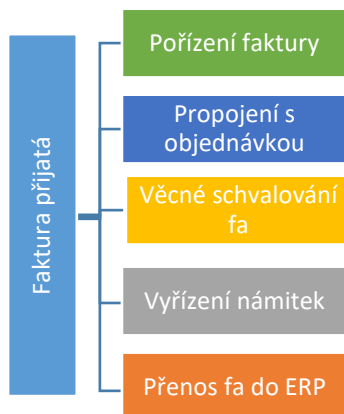 Faktura přijatá
Pořízení faktury
Propojení s
objednávkou
Věcné schvalování
fa
Vyřízení námitek
Přenos fa do ERP